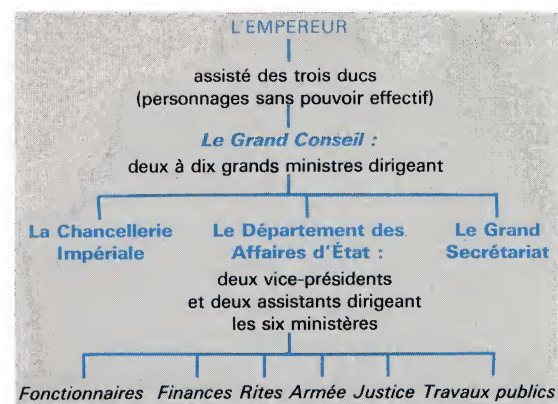 L'EMPEREUR
assisté des trois ducs
(personnages sans pouvoir effectif)
Le Grand Conseil :
deux à dix grands ministres dirigeant
La Chancellerie
Impériale
Le Département des
Affaires d'État :
Le Grand
Secrétariat
deux vice-présidents
et deux assistants dirigeant
les six ministères
Fonctionnaires Finances Rites Armée Justice Travaux publics